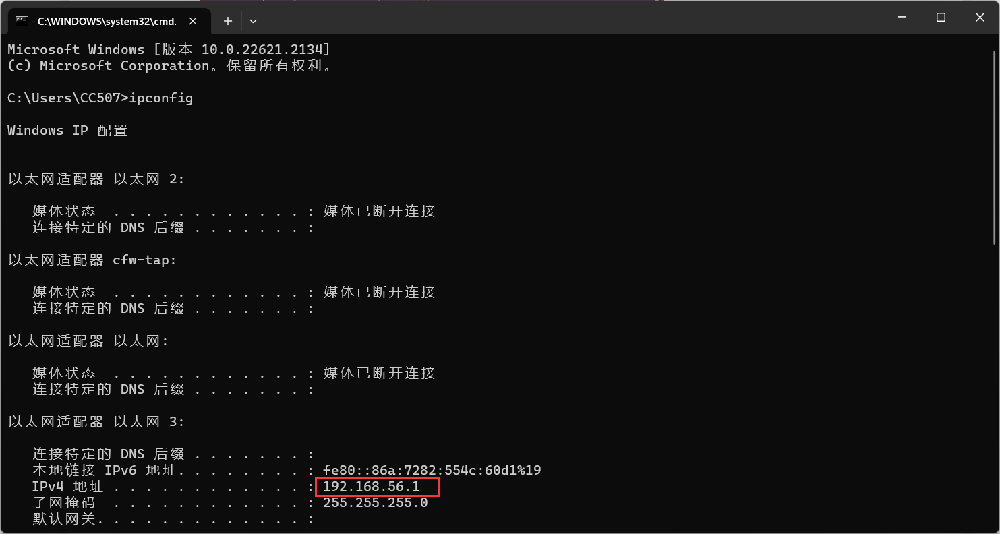 C:\WINDOWS\system32\cmd.
Microsoft Windows [版本 10.0.22621.2134]
(c) Microsoft Corporation。保留所有权利。
C:\Users\CC507>ipconfig
Windows IP 配置
以太网适配器 以太网 2:
媒体状态  . . . . . . . . . . . . : 媒体已断开连接
连接特定的 DNS 后缀 . . . . . . . :
以太网适配器 cfw-tap:
媒体状态  . . . . . . . . . . . . : 媒体已断开连接
连接特定的 DNS 后缀 . . . . . . . :
以太网适配器 以太网:
媒体状态  . . . . . . . . . . . . : 媒体已断开连接
连接特定的 DNS 后缀 . . . . . . . :
以太网适配器 以太网 3:
连接特定的 DNS 后缀 . . . . . . . :
本地链接 IPv6 地址. . . . . . . . : fe80::86a:7282:554c:60d1%19
IPv4 地址 . . . . . . . . . . . . : 192.168.56.1
子网掩码  . . . . . . . . . . . . : 255.255.255.0
默认网关. . . . . . . . . . . . . :